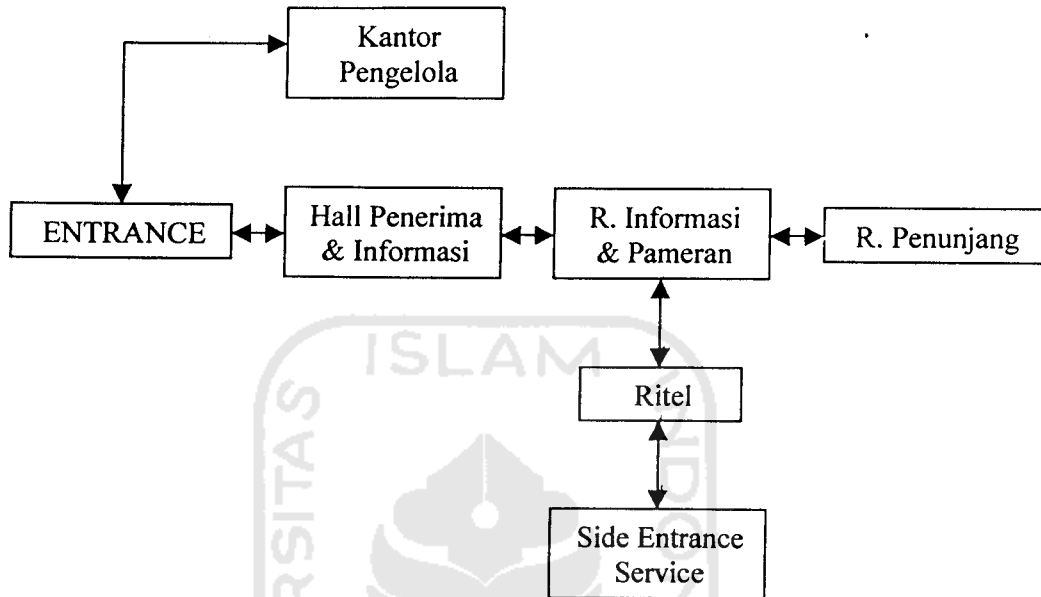 Kantor
Pengelola
ENTRANCE
Hall Penerima
& Informasi
R. Informasi
& Pameran
R. Penunjang
ISLAM
Ritel
Side Entrance
Service